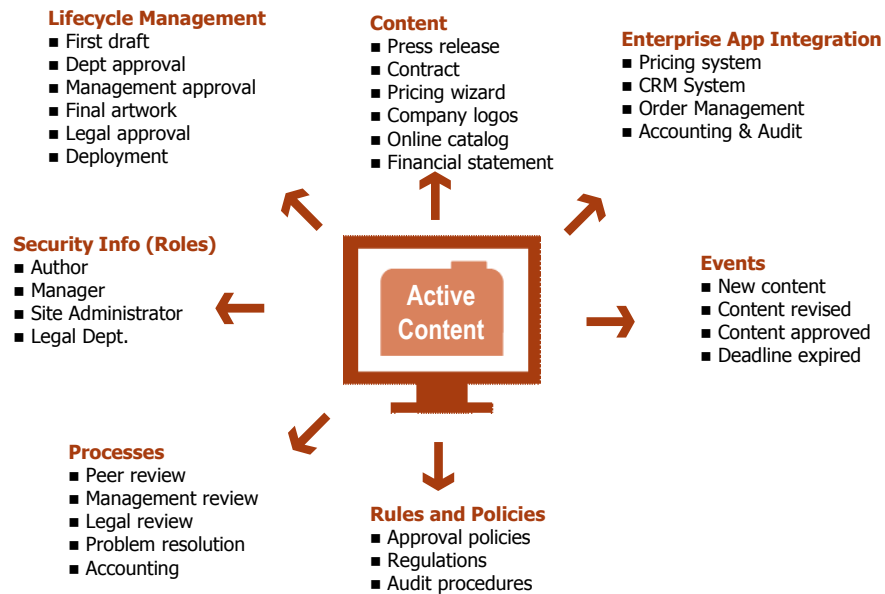 Lifecycle Management
■ First draft
■ Dept approval
■ Management approval
■ Final artwork
■ Legal approval
■ Deployment
Content
■ Press release
■ Contract
■ Pricing wizard
■ Company logos
■ Online catalog
■ Financial statement
Enterprise App Integration
■ Pricing system
■ CRM System
■ Order Management
■ Accounting & Audit
Security Info (Roles)
■ Author
■ Manager
■ Site Administrator
■ Legal Dept.
Active
Content
Events
■ New content
■ Content revised
■ Content approved
■ Deadline expired
Processes
■ Peer review
■ Management review
■ Legal review
■ Problem resolution
■ Accounting
Rules and Policies
■ Approval policies
■ Regulations
■ Audit procedures